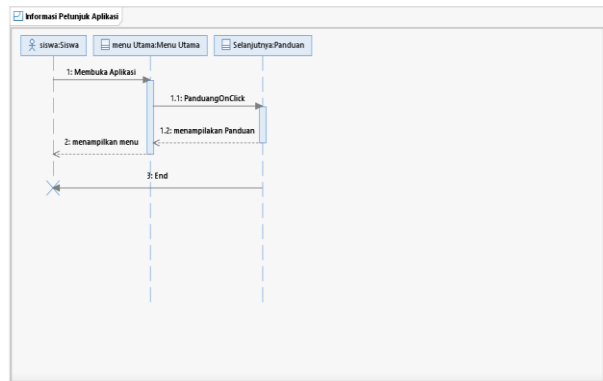 Informasi Petunjuk Aplikasi
siswa:Siswa
menu Utama:Menu Utama
Selanjutnya:Panduan
1: Membuka Aplikasi
1.1: PanduangOnClick
1.2: menampilakan Panduan
2: menampilkan menu
3: End